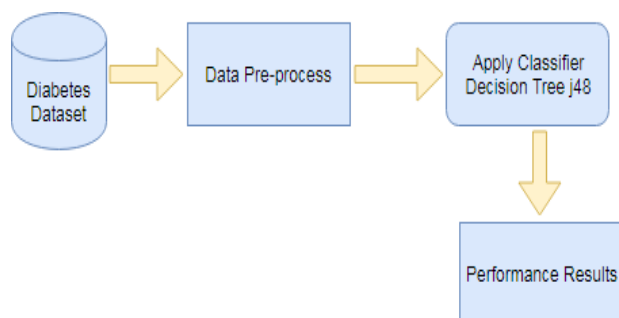 Diabetes
Dataset
Data Pre-process
Apply Classifier
Decision Tree j48
Performance Results